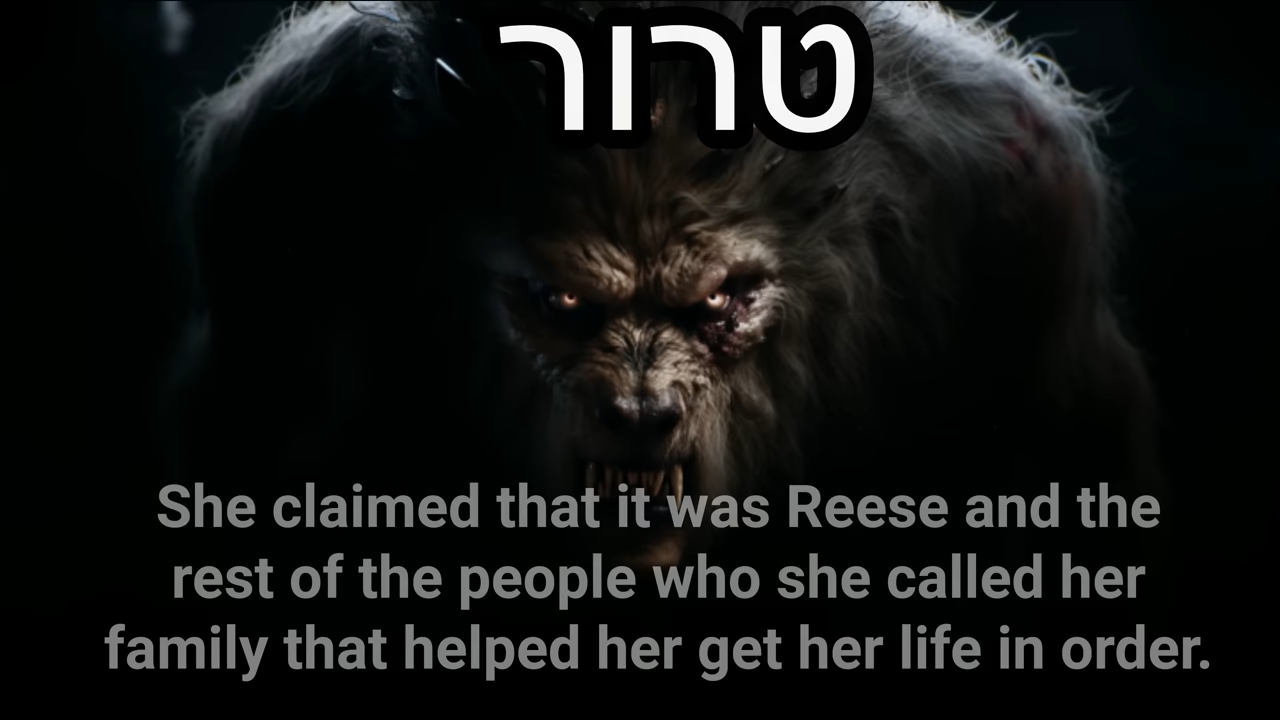 טרור
She claimed that it was Reese and the
rest of the people who she called her
family that helped her get her life in order.